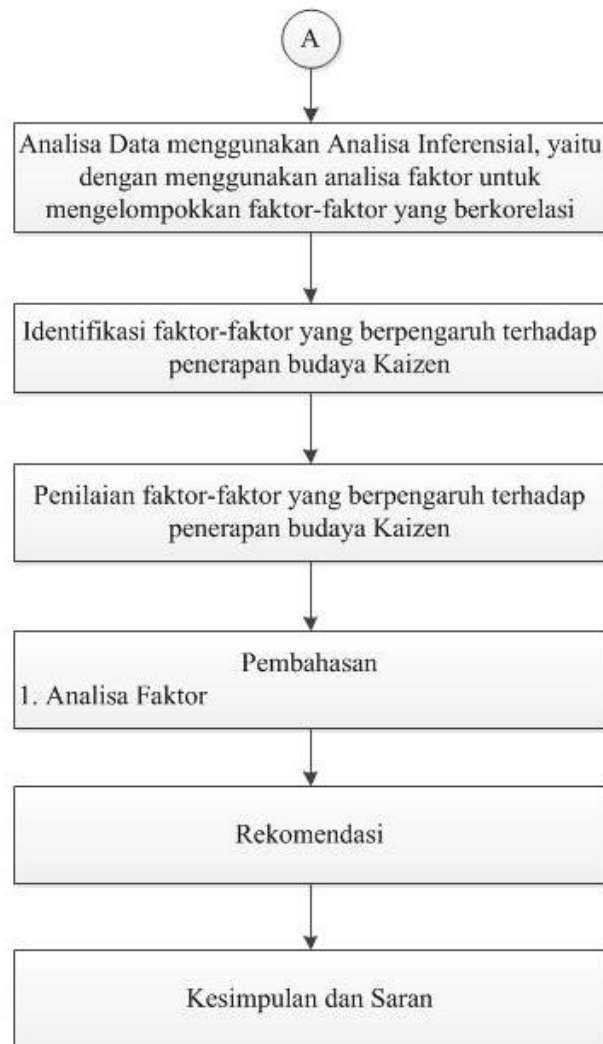 A
Analisa Data menggunakan Analisa Inferensial, yaitu
dengan menggunakan analisa faktor untuk
mengelompokkan faktor-faktor yang berkorelasi
Identifikasi faktor-faktor yang berpengaruh terhadap
penerapan budaya Kaizen
Penilaian faktor-faktor yang berpengaruh terhadap
penerapan budaya Kaizen
Pembahasan
1. Analisa Faktor
Rekomendasi
Kesimpulan dan Saran